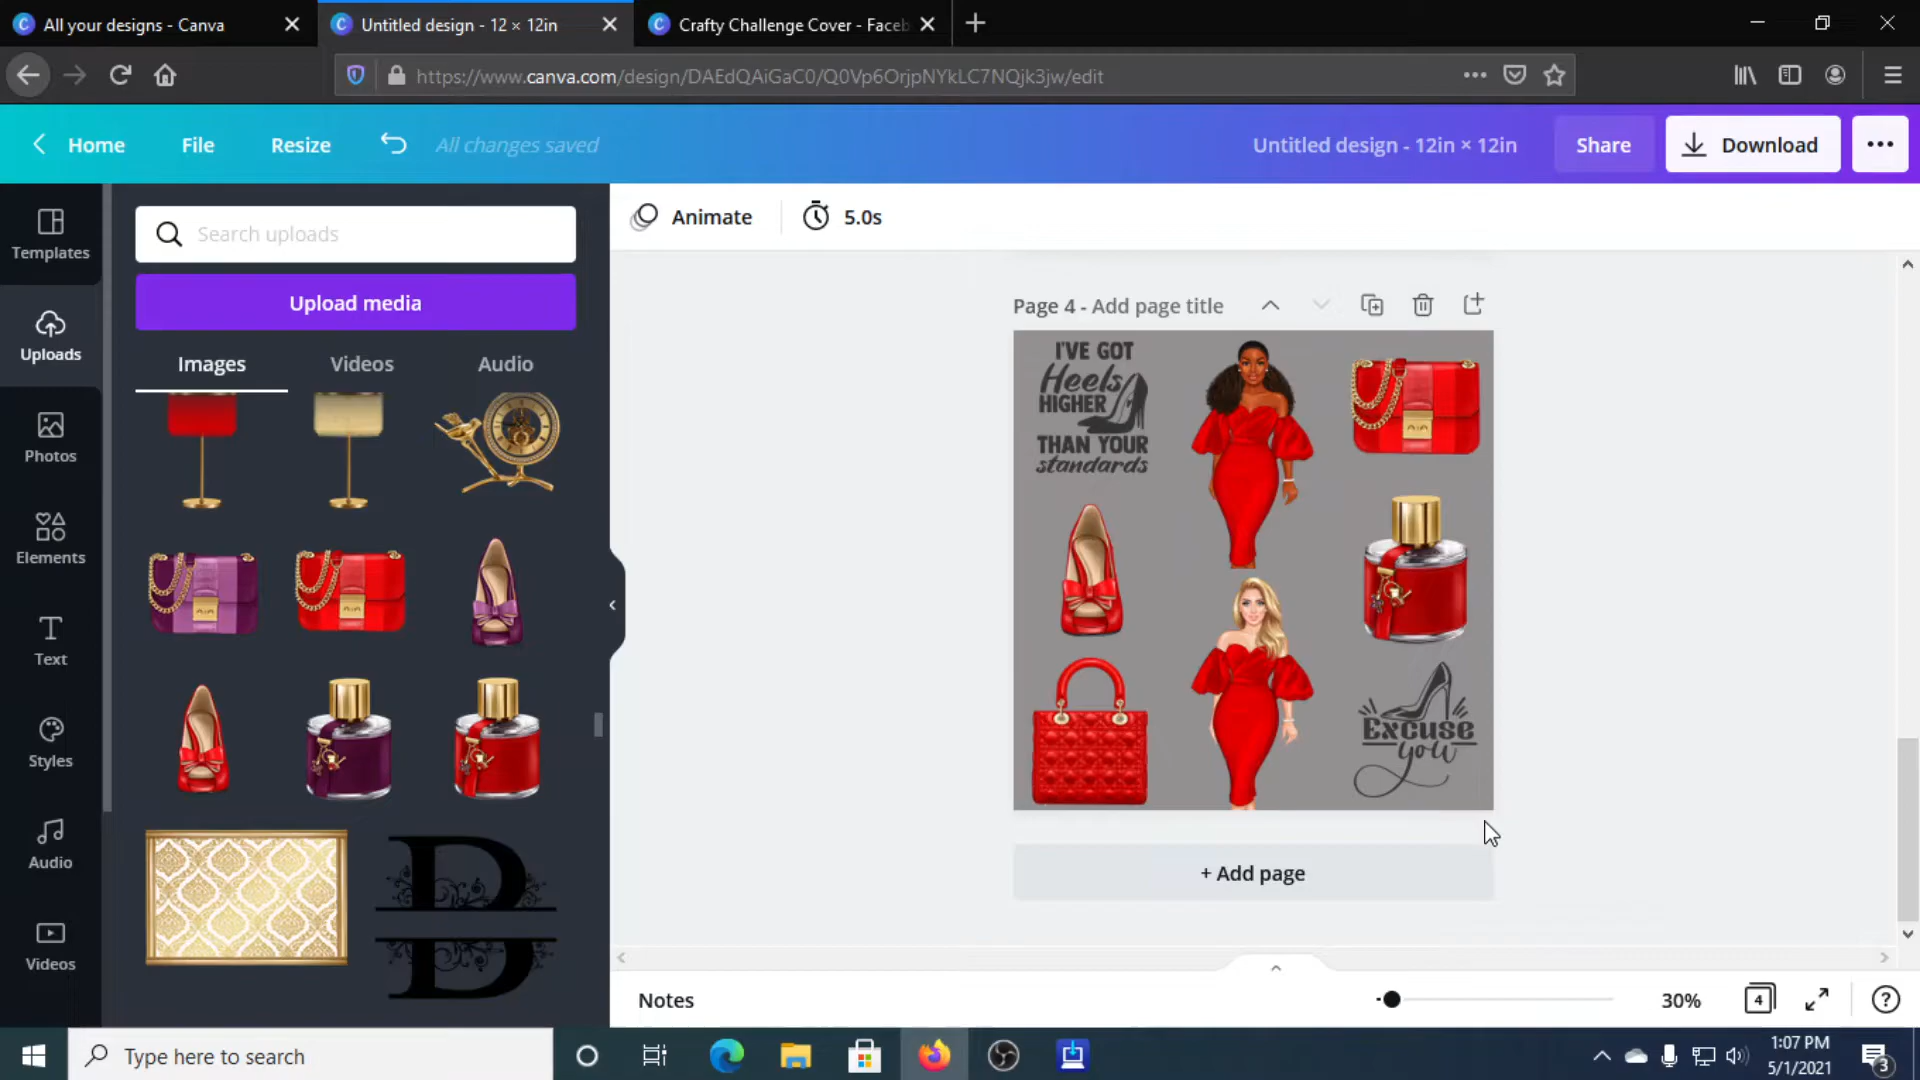 All your designs - Canva
Untitled design - 12 × 12in
Crafty Challenge Cover - Faceb
https://www.canva.com/design/DAEdQAiGaC0/Q0Vp6OrjpNYkLC7NQjk3jw/edit
Home
File
Resize
All changes saved
Untitled design - 12in × 12in
Share
Download
Templates
Uploads
Photos
Elements
Text
Styles
Audio
Videos
Search uploads
Upload media
Images
Videos
Audio
Animate
5.0s
Page 4 - Add page title
I'VE GOT
Heels
HIGHER
THAN YOUR
standards
Excuse
you
+ Add page
Notes
30%
4
Type here to search
1:07 PM
5/1/2021
3